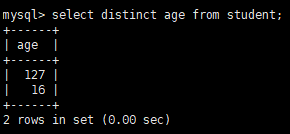 mysql> select distinct age from student;
+------+
| age  |
+------+
|  127 |
|   16 |
+------+
2 rows in set (0.00 sec)